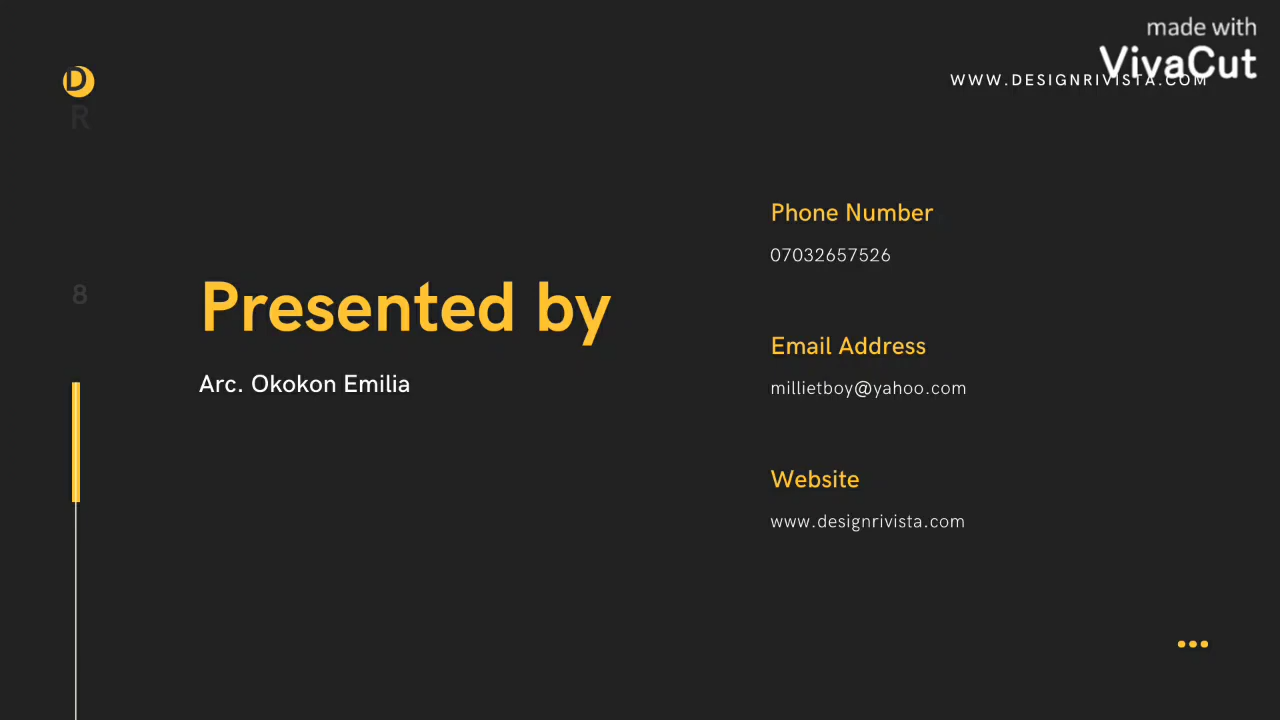 made with
VivaCut
D
WWW.DESIGNRIVISTA.COM
R
Phone Number
07032657526
8
Presented by
Email Address
Arc. Okokon Emilia
millietboy@yahoo.com
Website
www.designrivista.com